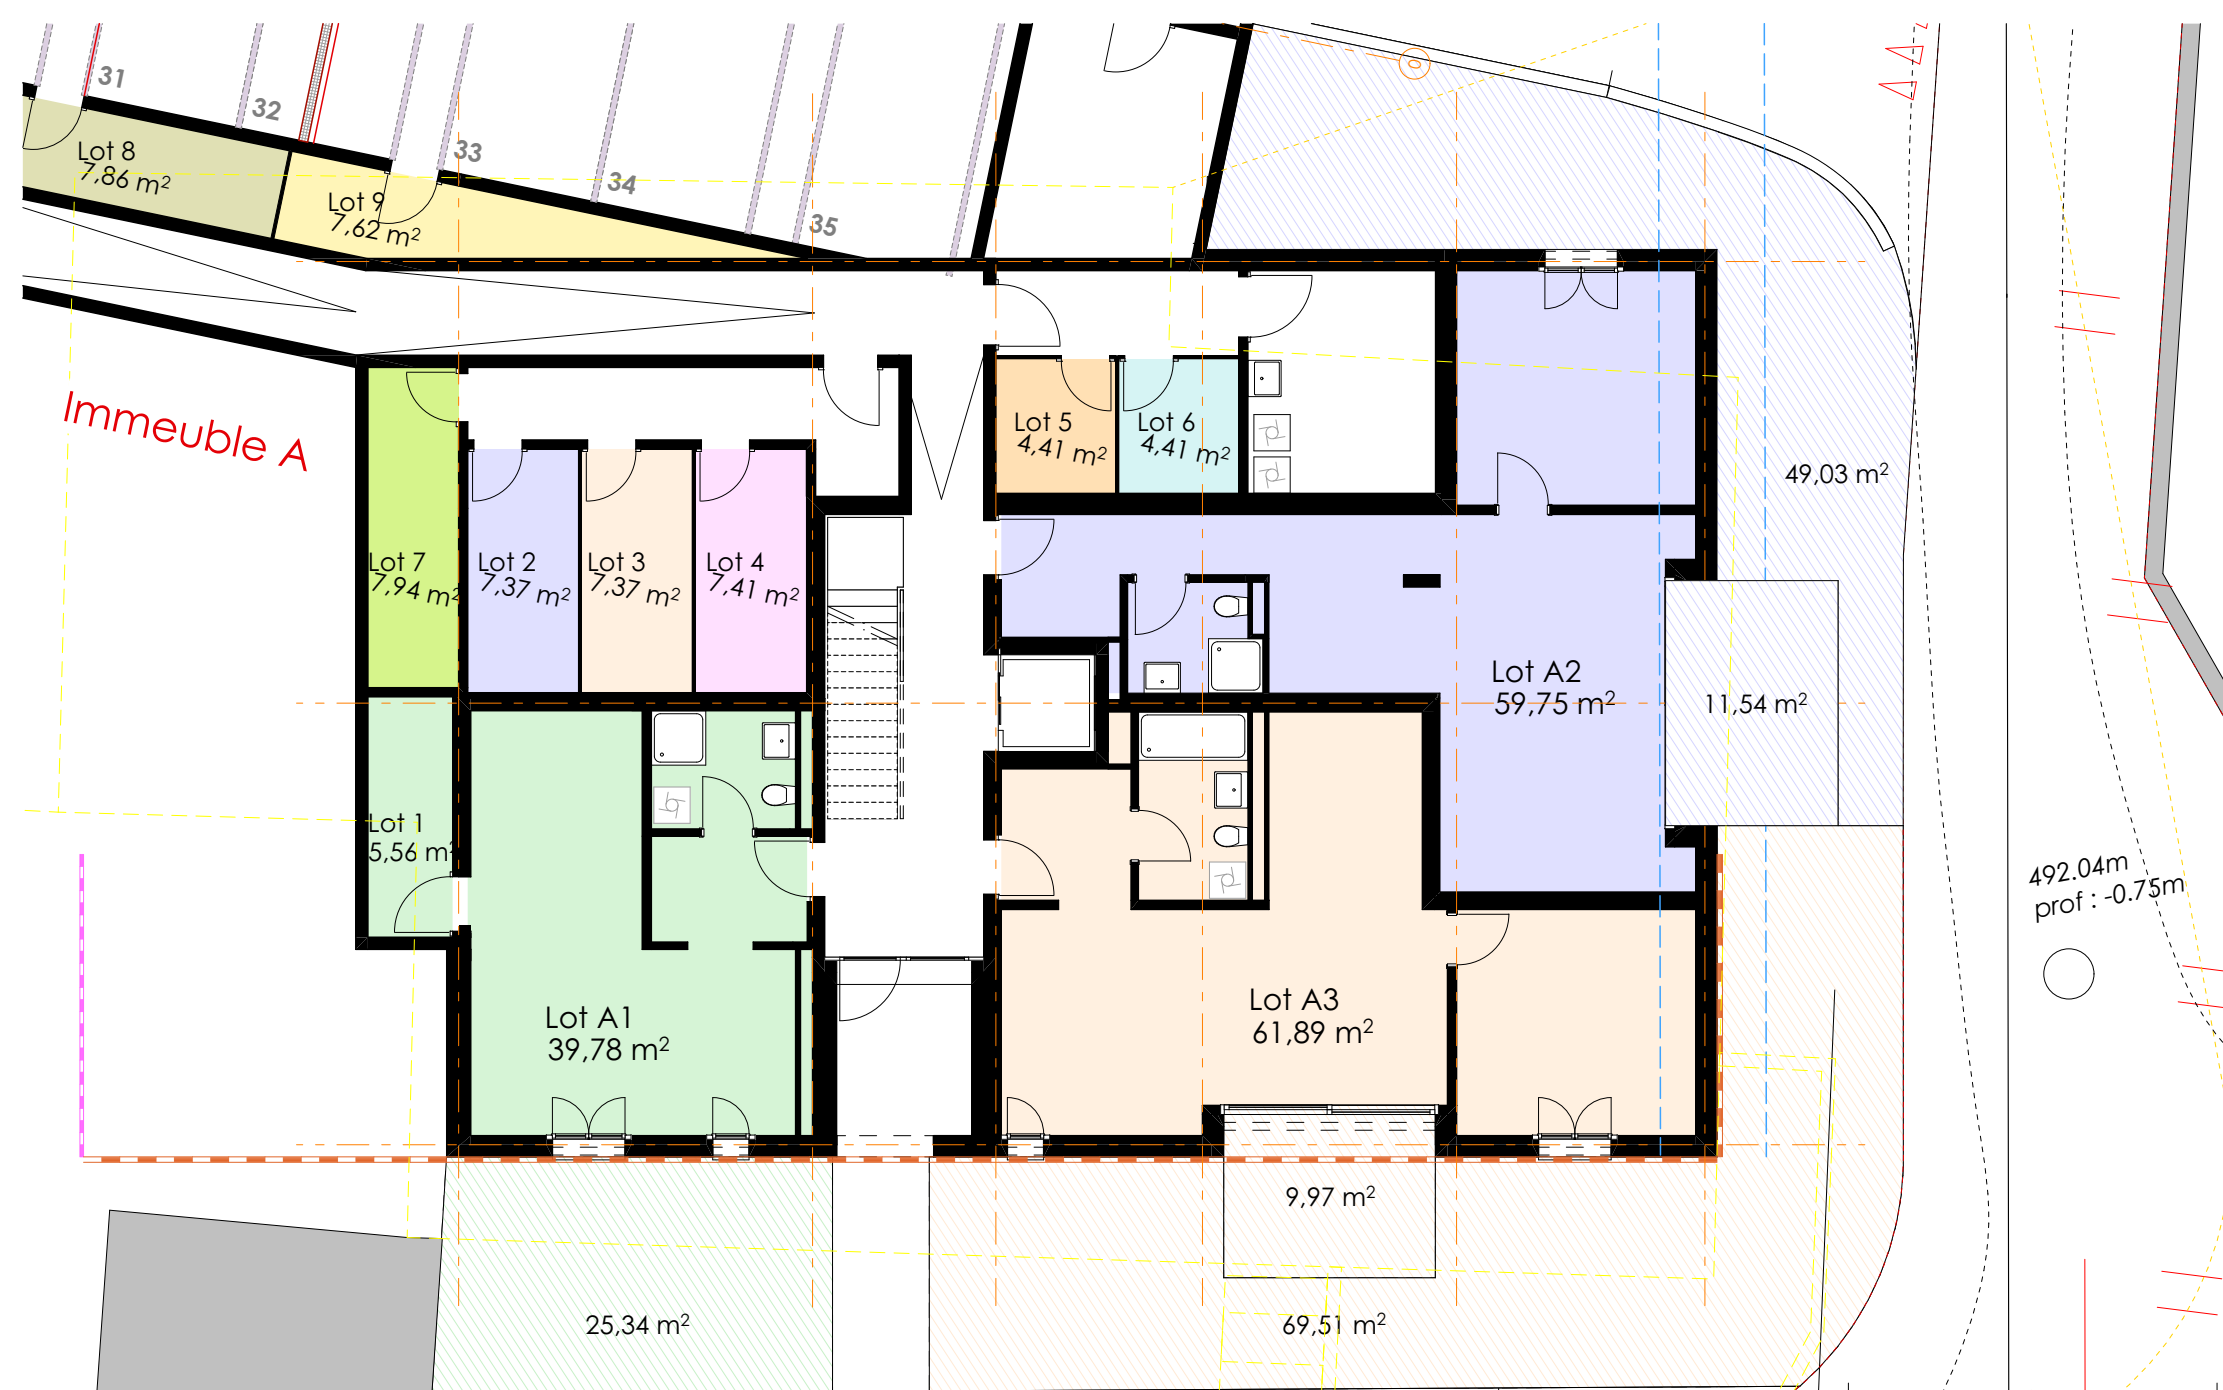 31
32
33
34
35
Lot 8
7,86 m²
Lot 9
7,62 m²
Immeuble A
Lot 5
4,41 m²
Lot 6
4,41 m²
49,03 m²
Lot 7
7,94 m²
Lot 2
7,37 m²
Lot 3
7,37 m²
Lot 4
7,41 m²
Lot A2
59,75 m²
11,54 m²
Lot 1
5,56 m²
492.04m
prof : -0.75m
Lot A1
39,78 m²
Lot A3
61,89 m²
9,97 m²
25,34 m²
69,51 m²